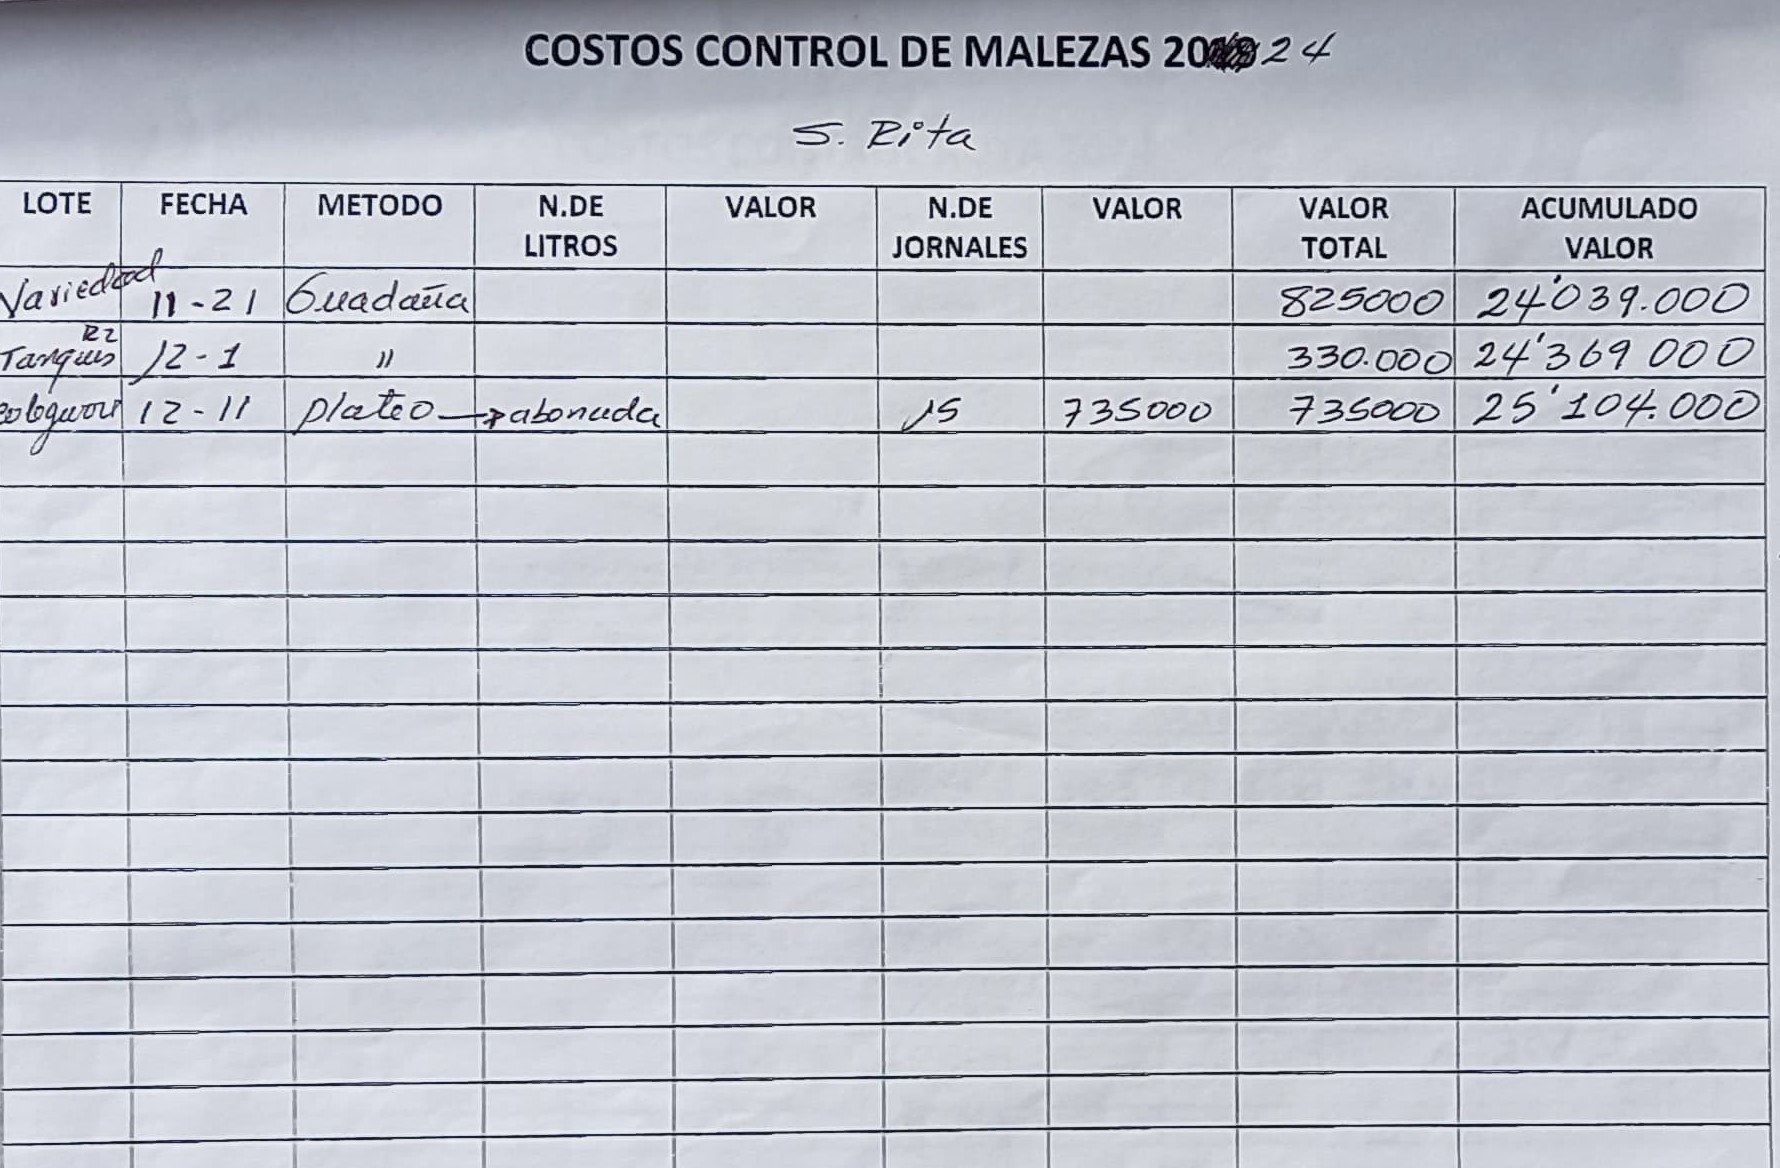 COSTOS CONTROL DE MALEZAS 20 24
S. Rita
LOTE FECHA METODO N.DE LITROS VALOR N.DE JORNALES VALOR VALOR TOTAL ACUMULADO VALOR
Variedad 11-21 Guadaña 825000 24'039.000
Tanques R2 12-1 " 330.000 24'369 000
12-11 plateo → abonada 15 735000 735000 25'104.000